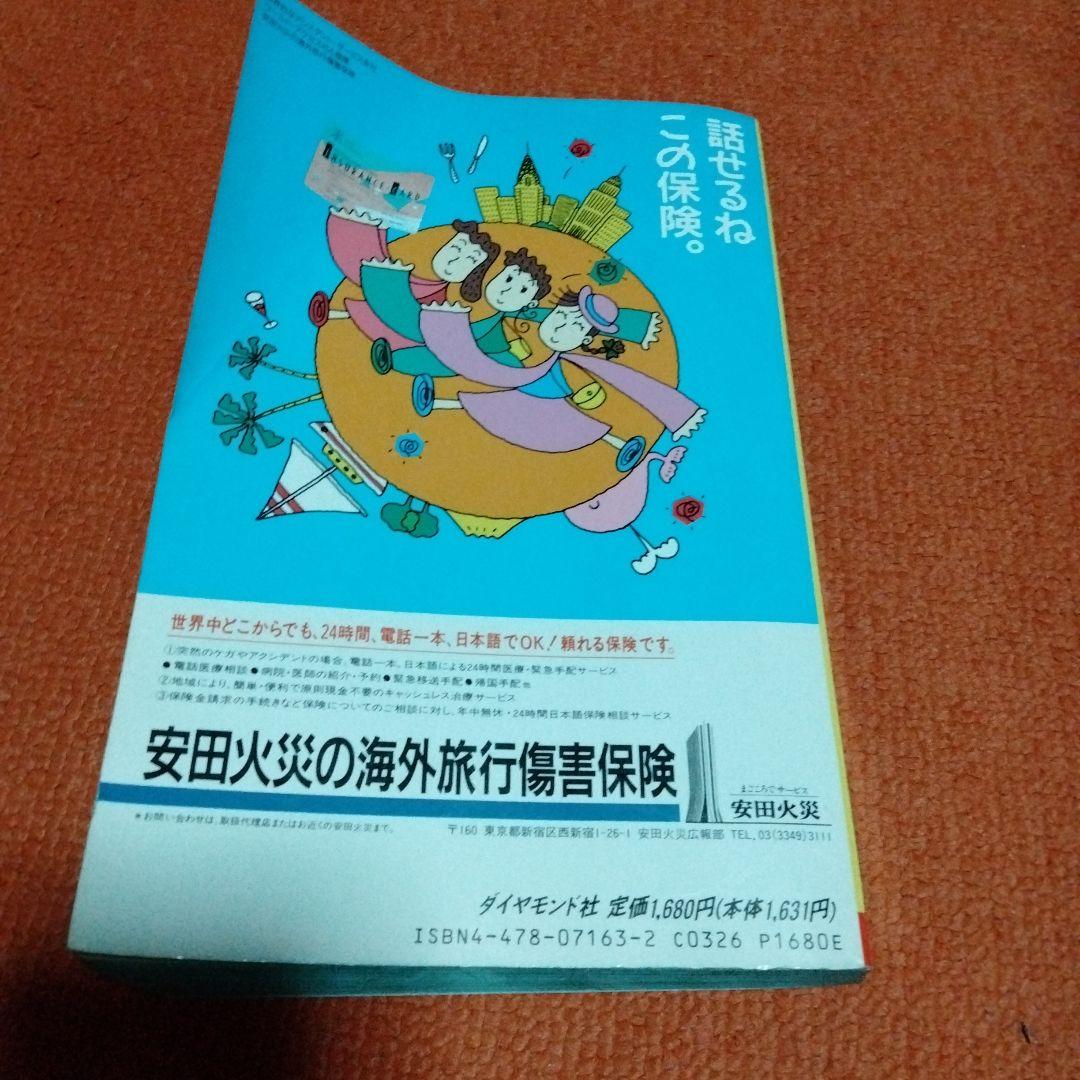 話せるね
この保険。
INSURANCE CARD
世界中どこからでも、24時間、電話一本、日本語でOK!頼れる保険です。
①突然のケガやアクシデントの場合、電話一本、日本語による24時間医療・緊急手配サービス
●電話医療相談●病院・医師の紹介・予約●緊急移送手配●帰国手配他
②地域により、簡単・便利で原則現金不要のキャッシュレス治療サービス
③保険金請求の手続きなど保険についてのご相談に対し、年中無休・24時間日本語保険相談サービス
安田火災の海外旅行傷害保険
まごころでサービス
安田火災
*お問い合わせは、取扱代理店またはお近くの安田火災まで。
〒160 東京都新宿区西新宿1-26-1 安田火災広報部 TEL,03(3349)3111
ダイヤモンド社 定価1,680円(本体1,631円)
ISBN4-478-07163-2 C0326 P1680E